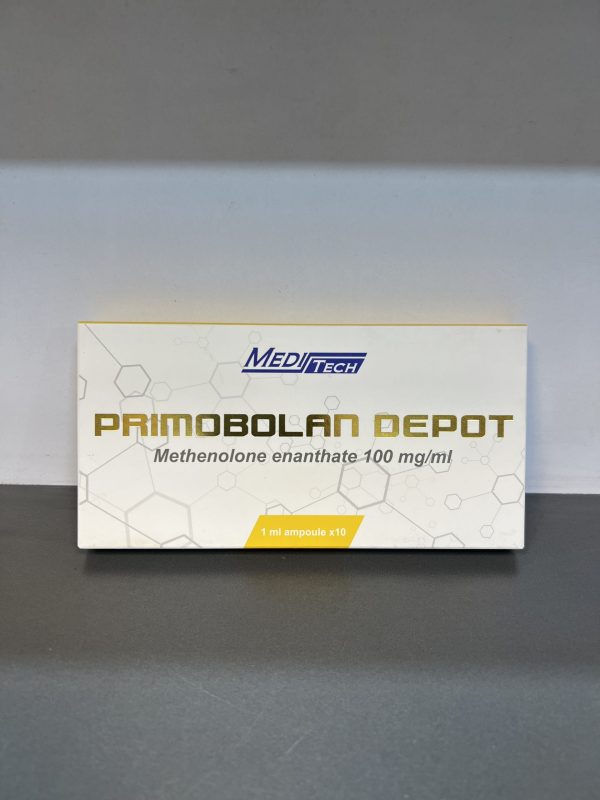 MEDITECH
PRIMOBOLAN DEPOT
Methenolone enanthate 100 mg/ml
1 ml ampoule x10